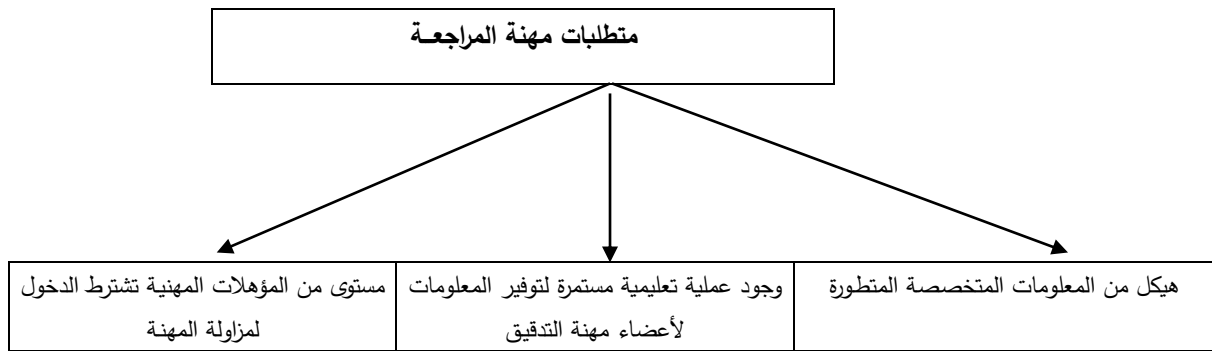 متطلبات مهنة المراجعـة
هيكل من المعلومات المتخصصة المتطورة
وجود عملية تعليمية مستمرة لتوفير المعلومات
لأعضاء مهنة التدقيق
مستوى من المؤهلات المهنية تشترط الدخول
لمزاولة المهنة